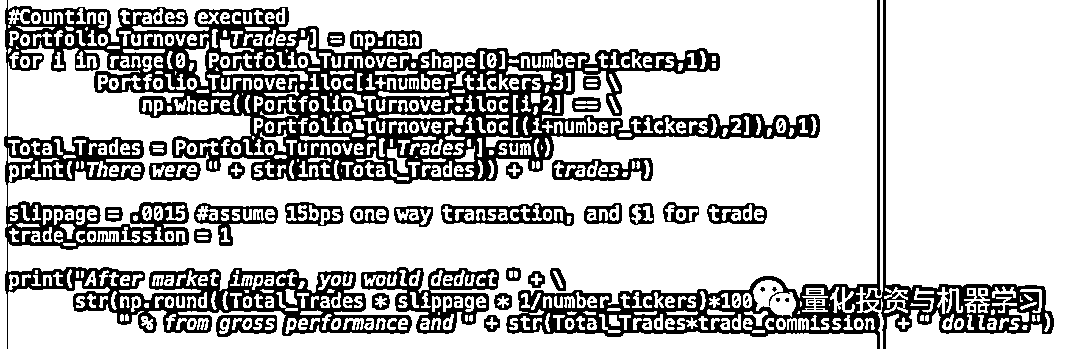 #Counting trades executed
Portfolio_Turnover['Trades'] = np.nan
for i in range(0, Portfolio_Turnover.shape[0]-number_tickers,1):
Portfolio_Turnover.iloc[i+number_tickers,3] = \
np.where((Portfolio_Turnover.iloc[i,2] == \
Portfolio_Turnover.iloc[(i+number_tickers),2]),0,1)
Total_Trades = Portfolio_Turnover['Trades'].sum()
print("There were " + str(int(Total_Trades)) + " trades.")
slippage = .0015 #assume 15bps one way transaction, and $1 for trade
trade_commission = 1
print("After market impact, you would deduct " + \
str(np.round((Total_Trades * slippage * 1/number_tickers)*100
量化投资与机器学习
" % from gross performance and " + str(Total_Trades*trade_commission) + " dollars.")